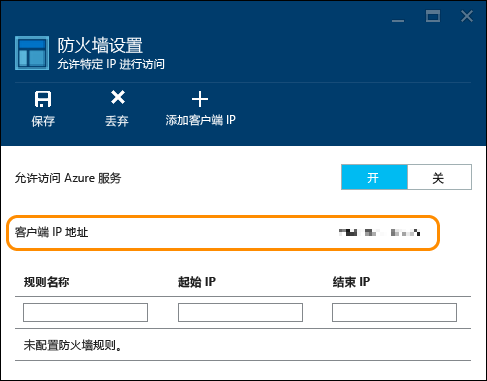 防火墙设置
允许特定 IP 进行访问
保存 丢弃 添加客户端 IP
允许访问 Azure 服务 开 关
客户端 IP 地址
规则名称 起始 IP 结束 IP
未配置防火墙规则。